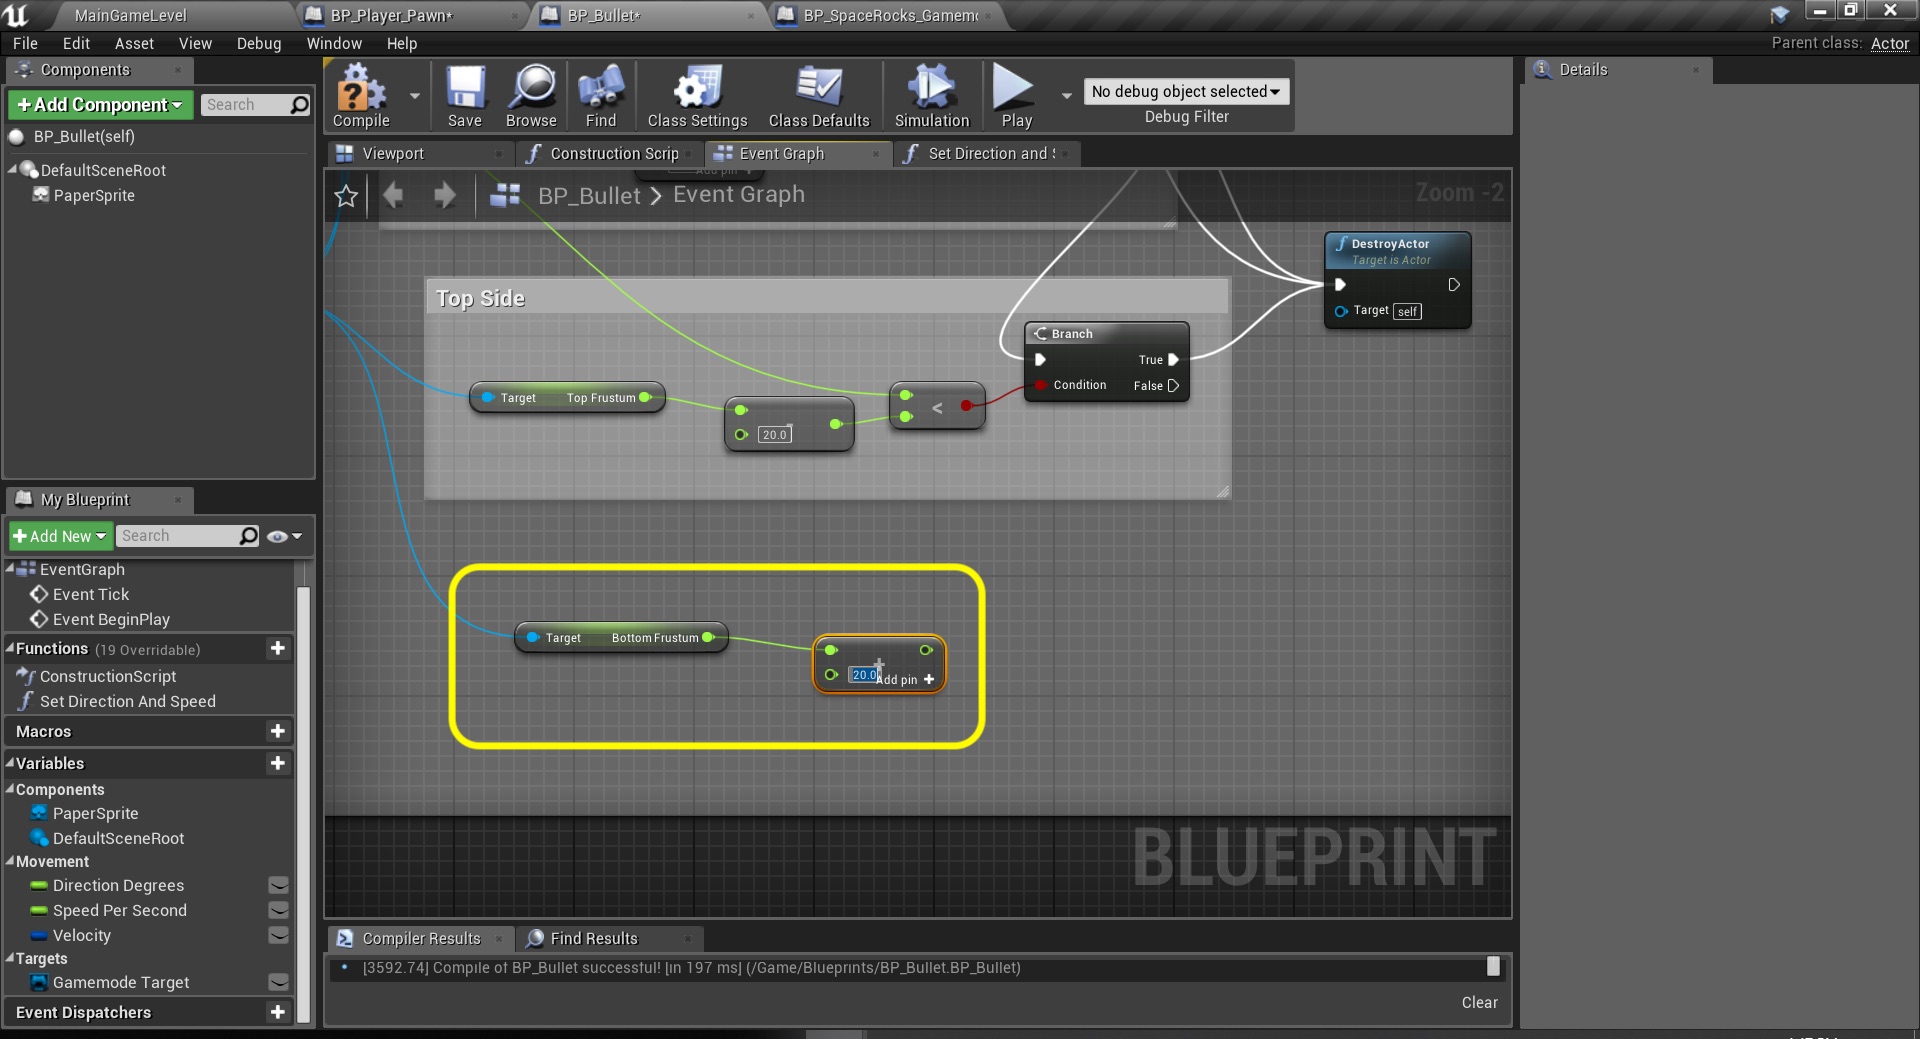 MainGameLevel
BP_Player_Pawn*
BP_Bullet*
BP_SpaceRocks_Gamem
File Edit Asset View Debug Window Help
Parent class: Actor
Components
Details
+Add Component
Search
Compile
Save
Browse
Find
Class Settings
Class Defaults
Simulation
Play
No debug object selected
Debug Filter
BP_Bullet(self)
DefaultSceneRoot
PaperSprite
Viewport
Construction Scrip
Event Graph
Set Direction and
Add pin +
BP_Bullet > Event Graph
Zoom -2
DestroyActor
Target is Actor
Target self
Top Side
Branch
True
Condition False
Target Top Frustum
-
20.0
<
My Blueprint
+Add New
Search
EventGraph
Event Tick
Event BeginPlay
Functions (19 Overridable) +
ConstructionScript
Set Direction And Speed
Macros +
Variables +
Components
PaperSprite
DefaultSceneRoot
Movement
Direction Degrees
Speed Per Second
Velocity
Targets
Gamemode Target
Event Dispatchers +
Target Bottom Frustum
+
20.0
Add pin +
BLUEPRINT
Compiler Results
Find Results
[3592.74] Compile of BP_Bullet successful! [in 197 ms] (/Game/Blueprints/BP_Bullet.BP_Bullet)
Clear